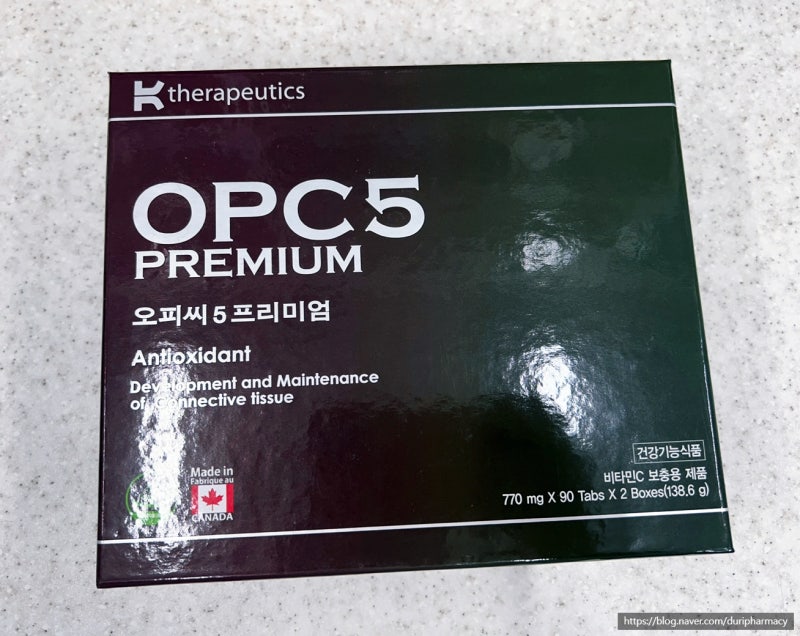 therapeutics
OPC5
PREMIUM
오피씨5프리미엄
Antioxidant
Development and Maintenance
of Connective tissue
Made in
Fabriqué au
CANADA
건강기능식품
비타민C 보충용 제품
770 mg X 90 Tabs X 2 Boxes(138.6 g)
https://blog.naver.com/duripharmacy